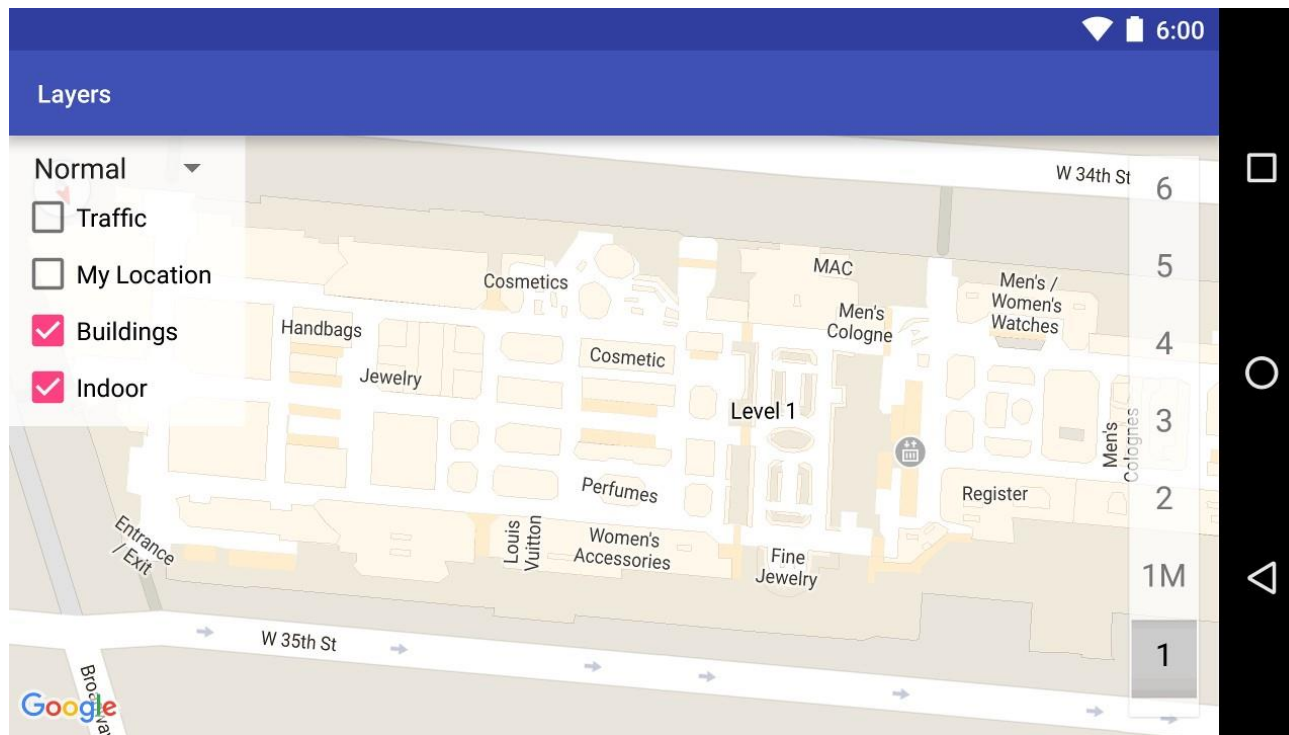 6:00
Layers
Normal
Traffic
My Location
Buildings
Indoor
W 34th St
6
5
4
3
2
1M
1
MAC
Cosmetics
Men's /
Women's
Watches
Men's
Cologne
Handbags
Cosmetic
Jewelry
Level 1
Men's
Colognes
Perfumes
Register
Entrance
/ Exit
Louis
Vuitton
Women's
Accessories
Fine
Jewelry
W 35th St
Broadway
Google